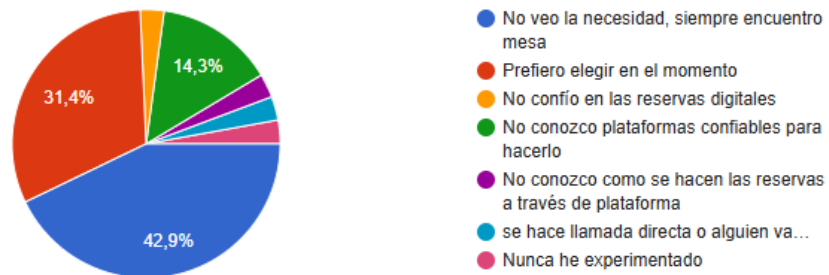 14,3%
31,4%
42,9%
No veo la necesidad, siempre encuentro
mesa
Prefiero elegir en el momento
No confío en las reservas digitales
No conozco plataformas confiables para
hacerlo
No conozco como se hacen las reservas
a través de plataforma
se hace llamada directa o alguien va…
Nunca he experimentado